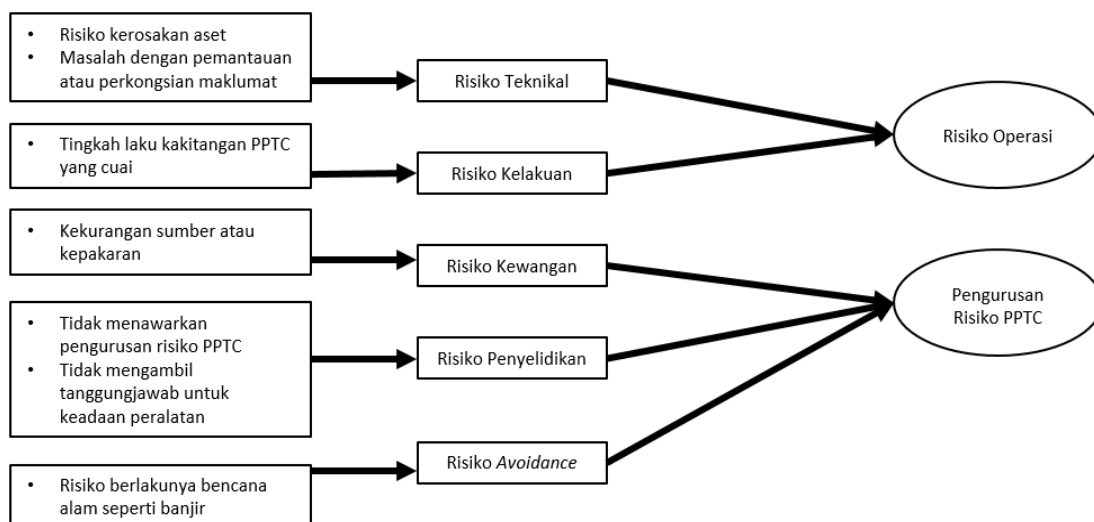 • Risiko kerosakan aset
• Masalah dengan pemantauan
atau perkongsian maklumat
Risiko Teknikal
Risiko Operasi
• Tingkah laku kakitangan PPTC
yang cuai
Risiko Kelakuan
• Kekurangan sumber atau
kepakaran
Risiko Kewangan
Pengurusan
Risiko PPTC
• Tidak menawarkan
pengurusan risiko PPTC
• Tidak mengambil
tanggungjawab untuk
keadaan peralatan
Risiko Penyelidikan
Risiko Avoidance
• Risiko berlakunya bencana
alam seperti banjir